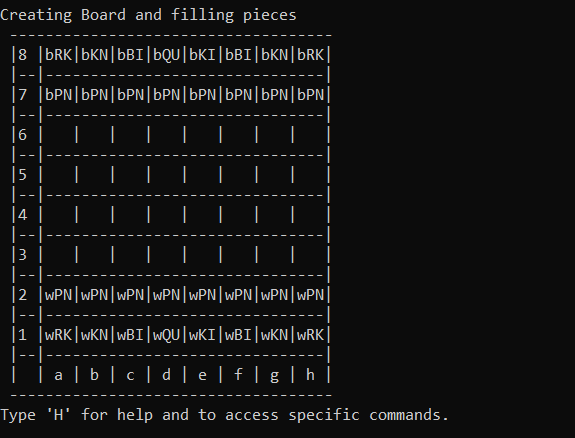 Creating Board and filling pieces
 ------------------------------------
 |8 |bRK|bKN|bBI|bQU|bKI|bBI|bKN|bRK|
 |--|-------------------------------|
 |7 |bPN|bPN|bPN|bPN|bPN|bPN|bPN|bPN|
 |--|-------------------------------|
 |6 |   |   |   |   |   |   |   |   |
 |--|-------------------------------|
 |5 |   |   |   |   |   |   |   |   |
 |--|-------------------------------|
 |4 |   |   |   |   |   |   |   |   |
 |--|-------------------------------|
 |3 |   |   |   |   |   |   |   |   |
 |--|-------------------------------|
 |2 |wPN|wPN|wPN|wPN|wPN|wPN|wPN|wPN|
 |--|-------------------------------|
 |1 |wRK|wKN|wBI|wQU|wKI|wBI|wKN|wRK|
 |--|-------------------------------|
 |  | a | b | c | d | e | f | g | h |
 ------------------------------------
Type 'H' for help and to access specific commands.